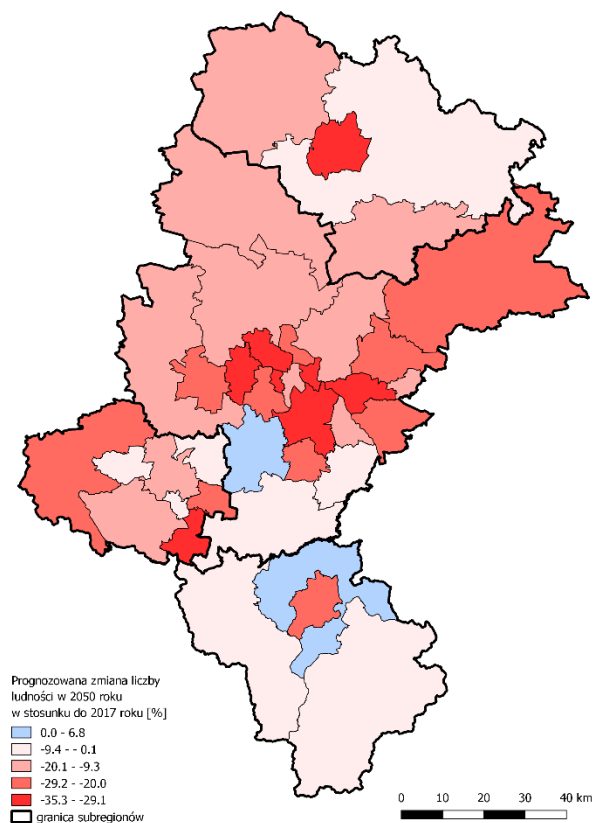 Prognozowana zmiana liczby
ludności w 2050 roku
w stosunku do 2017 roku [%]
0.0 - 6.8
-9.4 - - 0.1
-20.1 - -9.3
-29.2 - -20.0
-35.3 - -29.1
granica subregionów
0 10 20 30 40 km